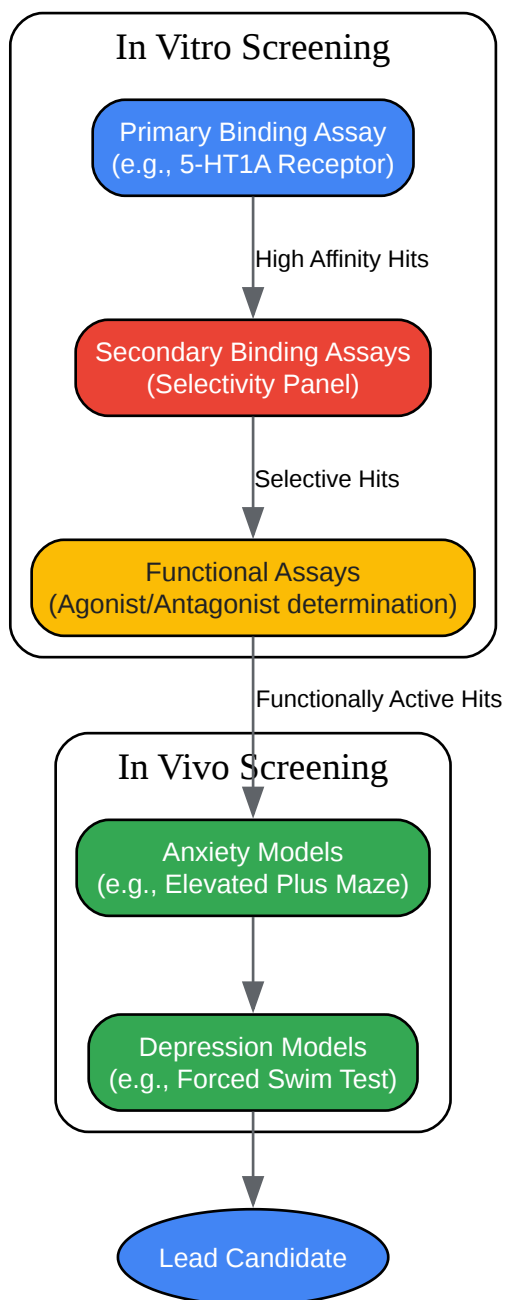 In Vitro Screening
Primary Binding Assay
(e.g., 5-HT1A Receptor)
High Affinity Hits
Secondary Binding Assays
(Selectivity Panel)
Selective Hits
Functional Assays
(Agonist/Antagonist determination)
Functionally Active Hits
In Vivo Screening
Anxiety Models
(e.g., Elevated Plus Maze)
Depression Models
(e.g., Forced Swim Test)
Lead Candidate